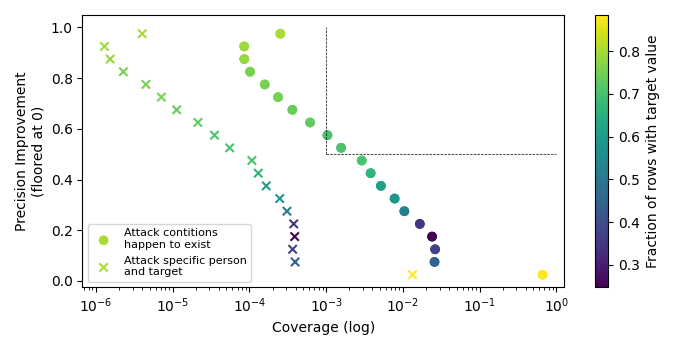 1.0
0.8
0.6
0.4
0.2
0.0
Precision Improvement
(floored at 0)
Attack contitions
happen to exist
Attack specific person
and target
10⁻⁶
10⁻⁵
10⁻⁴
10⁻³
10⁻²
10⁻¹
10⁰
Coverage (log)
0.8
0.7
0.6
0.5
0.4
0.3
Fraction of rows with target value